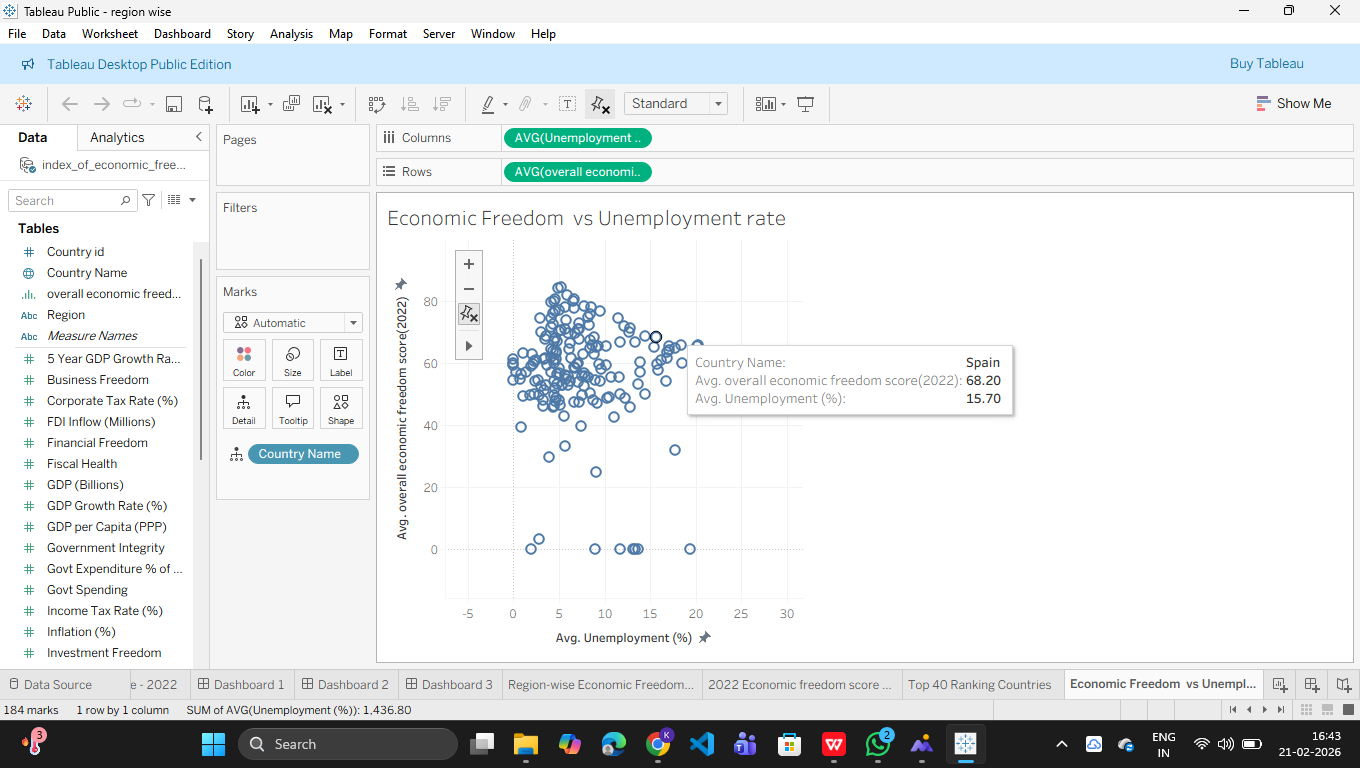 Tableau Public - region wise
File Data Worksheet Dashboard Story Analysis Map Format Server Window Help
Tableau Desktop Public Edition
Buy Tableau
Standard
Show Me
Data
Analytics
index_of_economic_free...
Search
Tables
Country id
Country Name
overall economic freed...
Abc Region
Abc Measure Names
5 Year GDP Growth Ra...
Business Freedom
Corporate Tax Rate (%)
FDI Inflow (Millions)
Financial Freedom
Fiscal Health
GDP (Billions)
GDP Growth Rate (%)
GDP per Capita (PPP)
Government Integrity
Govt Expenditure % of ...
Govt Spending
Income Tax Rate (%)
Inflation (%)
Investment Freedom
Pages
Filters
Marks
Automatic
Color Size Label
Detail Tooltip Shape
Country Name
Columns
AVG(Unemployment ..
Rows
AVG(overall economi..
Economic Freedom vs Unemployment rate
Avg. overall economic freedom score(2022)
80
60
40
20
0
-5 0 5 10 15 20 25 30
Avg. Unemployment (%)
Country Name: Spain
Avg. overall economic freedom score(2022): 68.20
Avg. Unemployment (%): 15.70
Data Source
e - 2022
Dashboard 1
Dashboard 2
Dashboard 3
Region-wise Economic Freedom...
2022 Economic freedom score ...
Top 40 Ranking Countries
Economic Freedom vs Unempl...
184 marks 1 row by 1 column SUM of AVG(Unemployment (%)): 1,436.80
3
Search
K
2
ENG
IN
16:43
21-02-2026